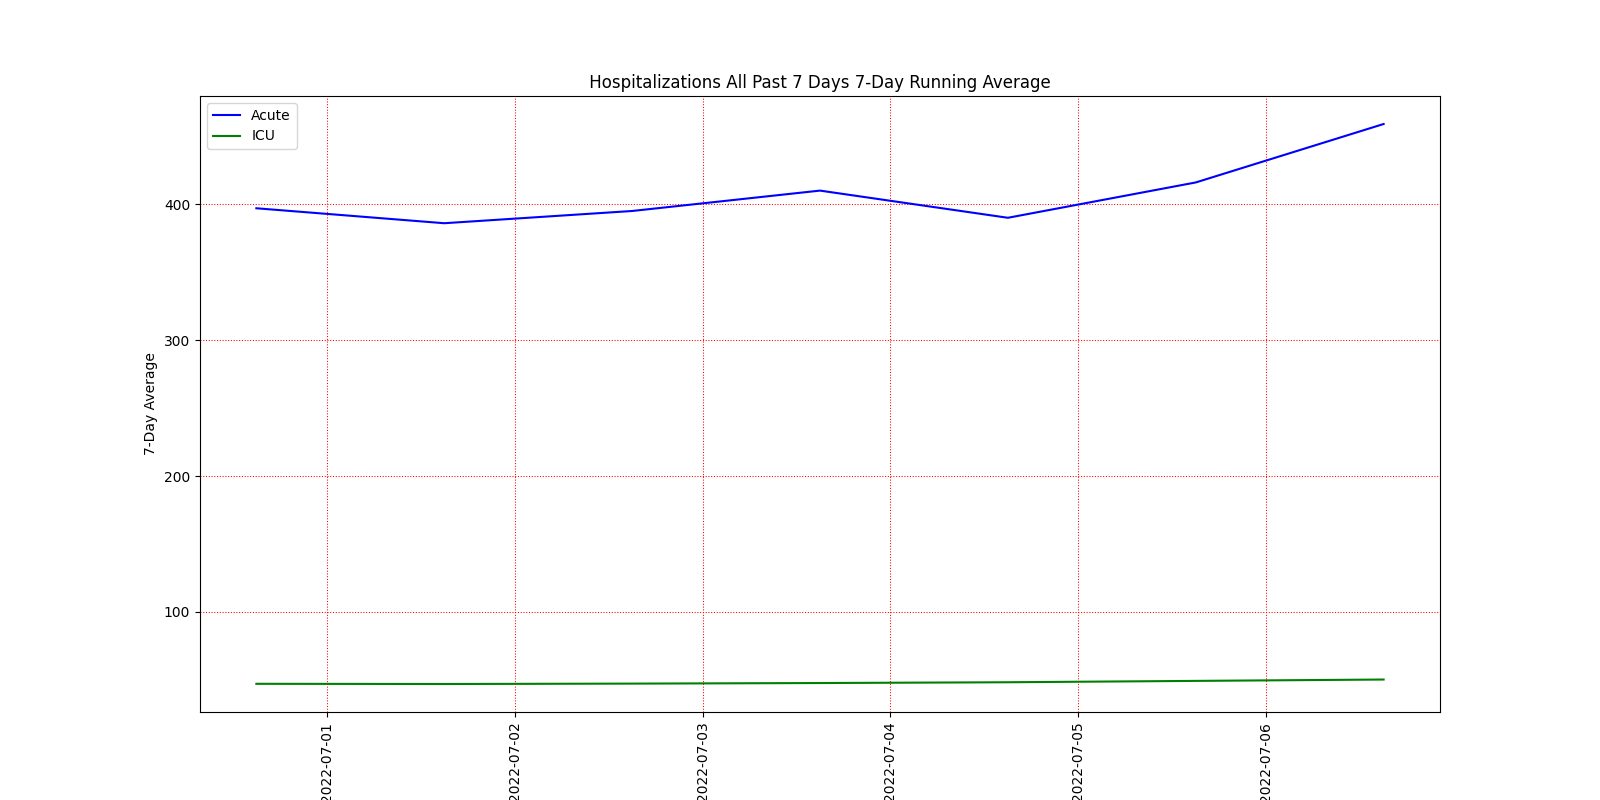 Hospitalizations All Past 7 Days 7-Day Running Average
Acute
ICU
7-Day Average
400
300
200
100
2022-07-01
2022-07-02
2022-07-03
2022-07-04
2022-07-05
2022-07-06